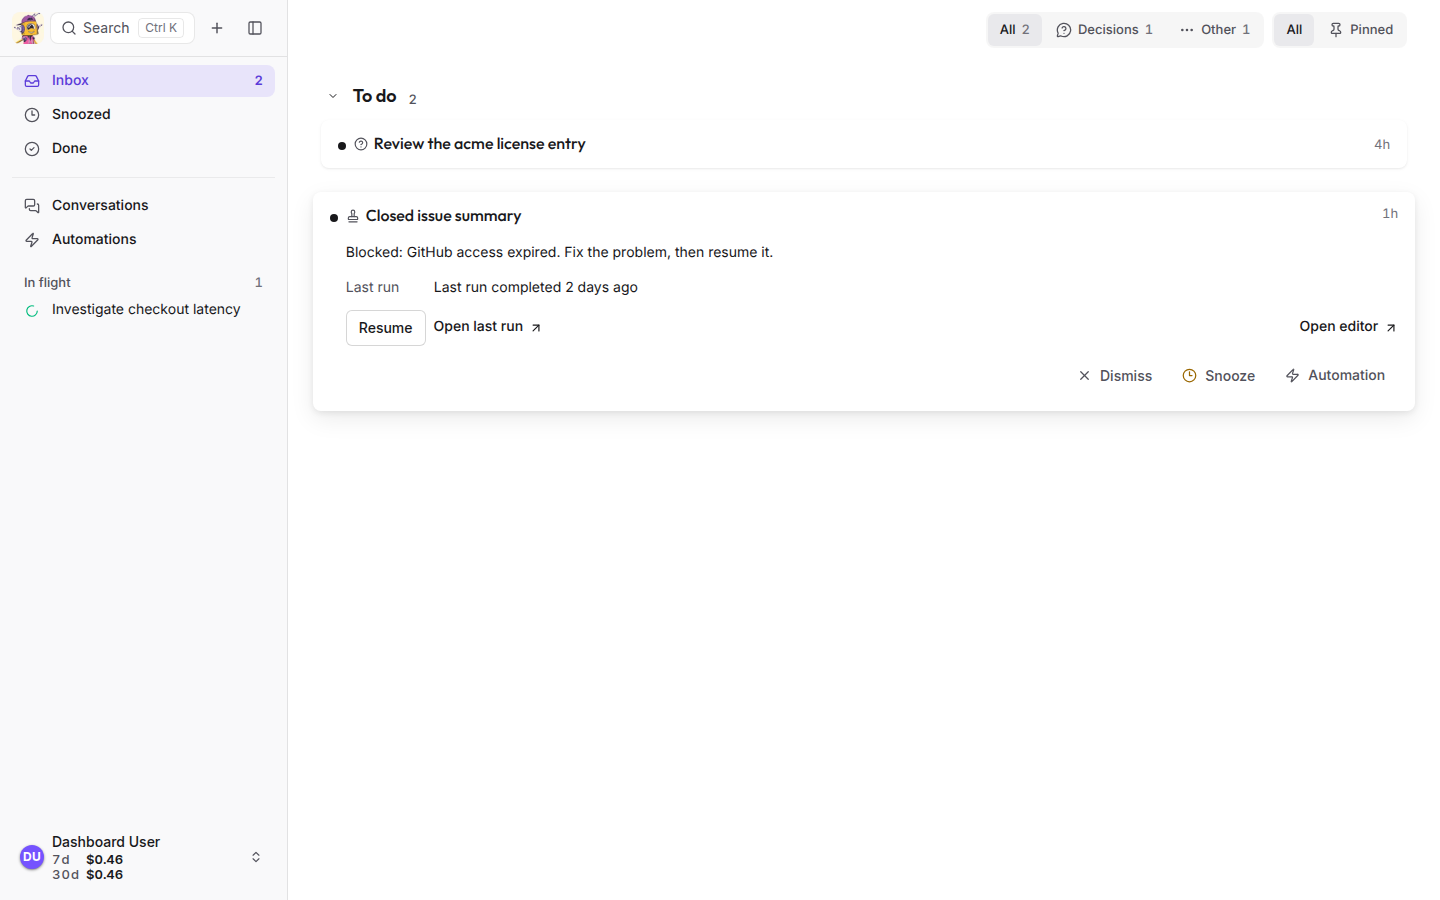 Search Ctrl K
Inbox 2
Snoozed
Done
Conversations
Automations
In flight 1
Investigate checkout latency
Dashboard User
DU
7d $0.46
30d $0.46
All 2 Decisions 1 Other 1 All Pinned
To do 2
Review the acme license entry 4h
Closed issue summary 1h
Blocked: GitHub access expired. Fix the problem, then resume it.
Last run Last run completed 2 days ago
Resume Open last run Open editor
Dismiss Snooze Automation